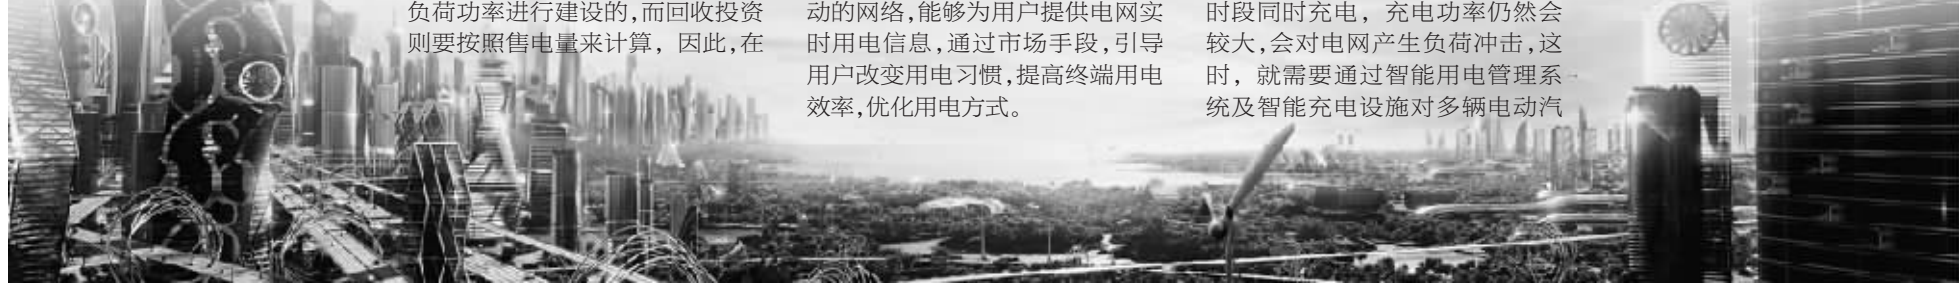 负荷功率进行建设的,而回收投资
则要按照售电量来计算，因此,在
动的网络,能够为用户提供电网实
时用电信息,通过市场手段,引导
用户改变用电习惯,提高终端用电
效率,优化用电方式。
时段同时充电，充电功率仍然会
较大,会对电网产生负荷冲击,这
时，就需要通过智能用电管理系
统及智能充电设施对多辆电动汽